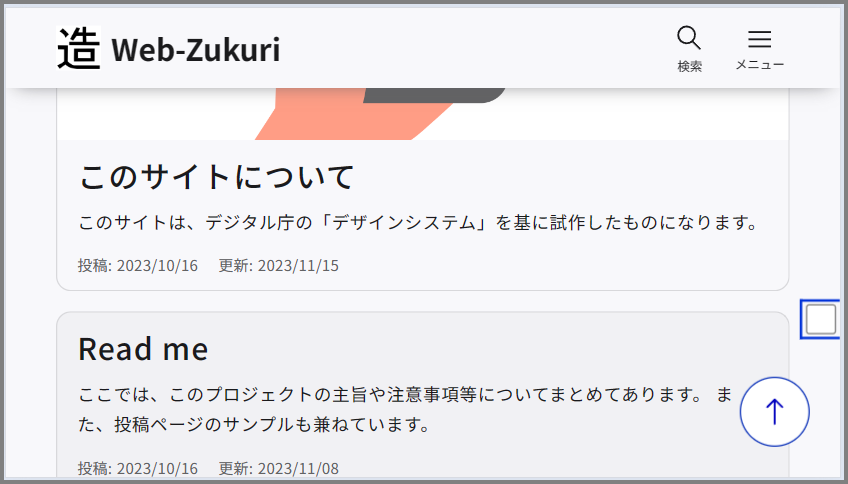 造 Web-Zukuri
検索
メニュー
このサイトについて
このサイトは、デジタル庁の「デザインシステム」を基に試作したものになります。
投稿: 2023/10/16 更新: 2023/11/15
Read me
ここでは、このプロジェクトの主旨や注意事項等についてまとめてあります。 ま
た、投稿ページのサンプルも兼ねています。
投稿: 2023/10/16 更新: 2023/11/08